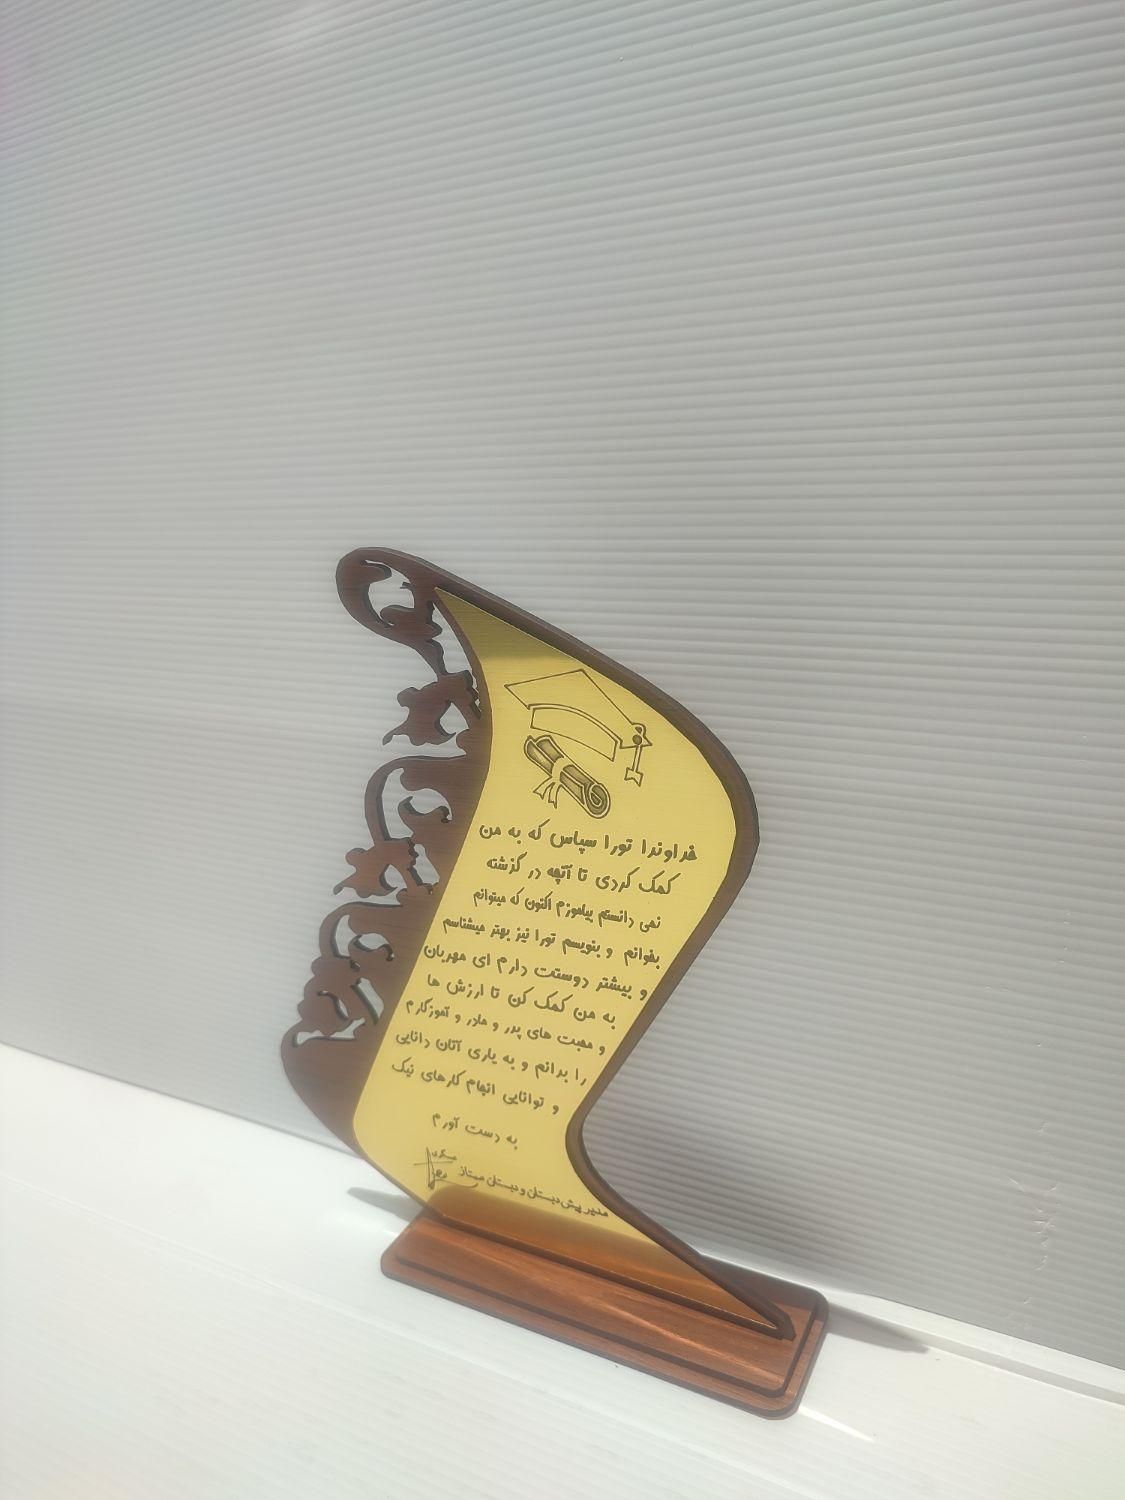 خداوندا تورا سپاس که به من
کمک کردی تا آنچه در گزشته
نمی دانستم بیاموزم اکنون که میتوانم
بخوانم و بنویسم تورا نیز بهتر میشناسم
و بیشتر دوستت دارم ای مهربان
به من کمک کن تا ارزش ها
و محبت های پدر و مادر و آموزگارم
را بدانم و به یاری آنان دانایی
و توانایی انجام کارهای نیک
به دست آورم
مدیر پیش دبستان و دبستان ممتاز